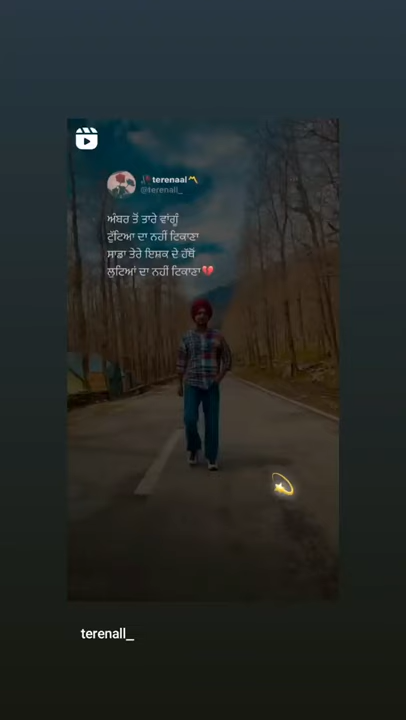 terenaal
@terenall_
ਅੰਬਰ ਤੋਂ ਤਾਰੇ ਵਾਂਗੂੰ
ਟੁੱਟਿਆ ਦਾ ਨਹੀਂ ਟਿਕਾਣਾ
ਸਾਡਾ ਤੇਰੇ ਇਸ਼ਕ ਦੇ ਹੱਥੋਂ
ਲੁਟਿਆਂ ਦਾ ਨਹੀਂ ਟਿਕਾਣਾ💔
terenall_